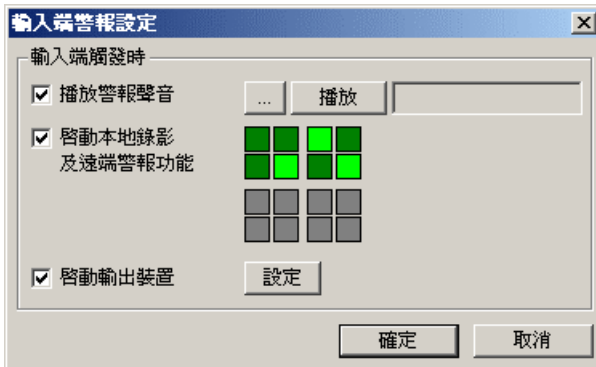 輸入端警報設定
輸入端觸發時
播放警報聲音
...
播放
啓動本地錄影
及遠端警報功能
啓動輸出裝置
設定
確定
取消